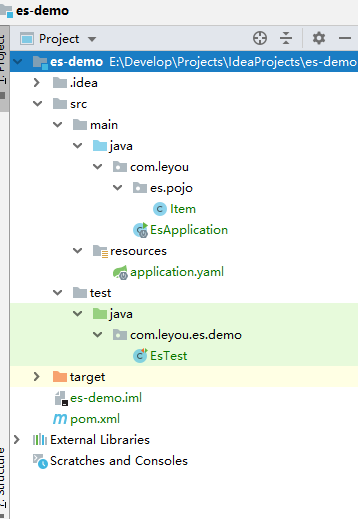 es-demo
Project
1: Project
es-demo E:\Develop\Projects\IdeaProjects\es-demo
.idea
src
main
java
com.leyou
es.pojo
Item
EsApplication
resources
application.yaml
test
java
com.leyou.es.demo
EsTest
target
es-demo.iml
pom.xml
External Libraries
Scratches and Consoles
7: Structure